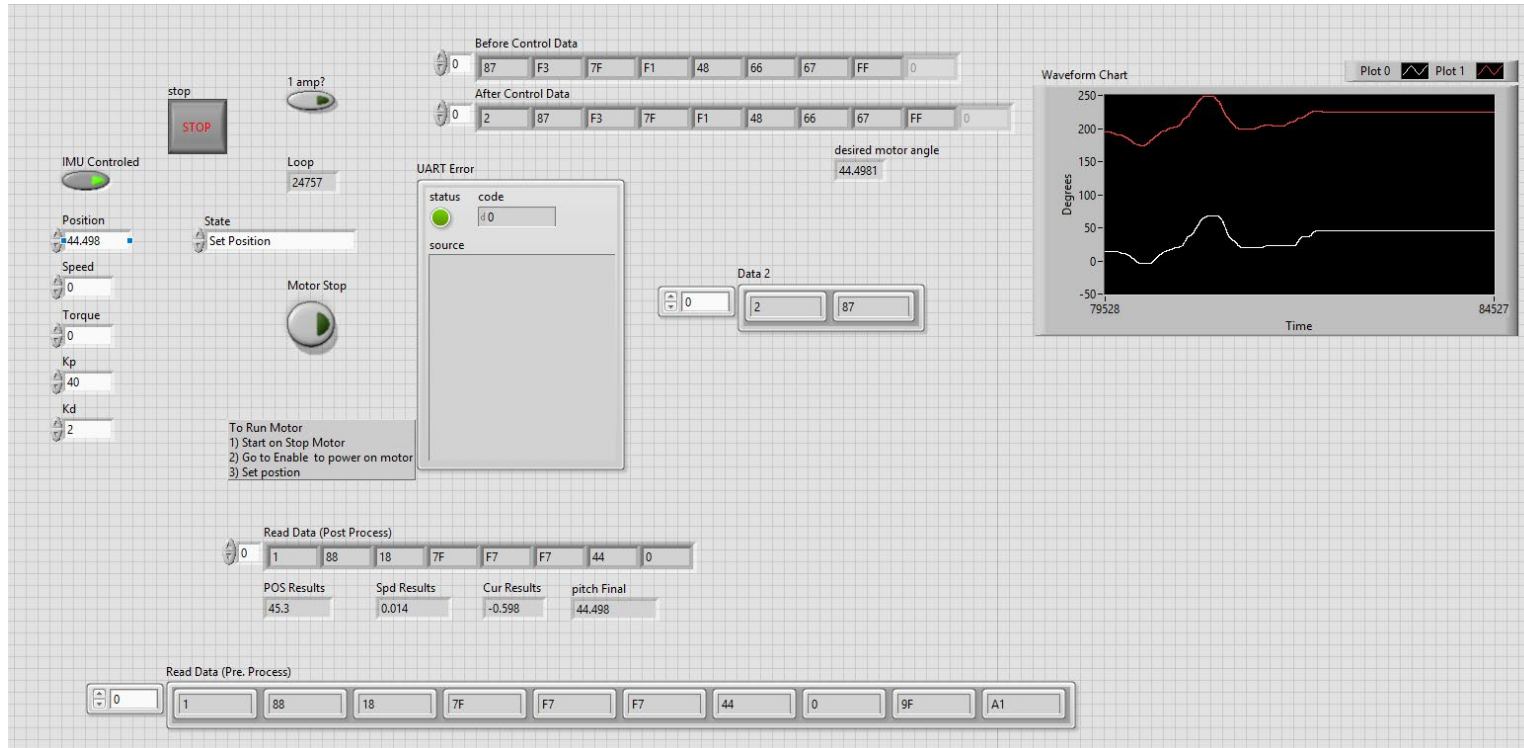 Before Control Data
0 87 F3 7F F1 48 66 67 FF 0
After Control Data
0 2 87 F3 7F F1 48 66 67 FF 0
1 amp?
stop
STOP
IMU Controled
Loop
24757
desired motor angle
44.4981
Position
44.498
State
Set Position
Speed
0
Torque
0
Kp
40
Kd
2
Motor Stop
UART Error
status code
d 0
source
Data 2
0 2 87
Waveform Chart
Plot 0 Plot 1
Degrees
250
200
150
100
50
0
-50
79528 84527
Time
To Run Motor
1) Start on Stop Motor
2) Go to Enable to power on motor
3) Set postion
Read Data (Post Process)
0 1 88 18 7F F7 F7 44 0
POS Results Spd Results Cur Results pitch Final
45.3 0.014 -0.598 44.498
Read Data (Pre. Process)
0 1 88 18 7F F7 F7 44 0 9F A1